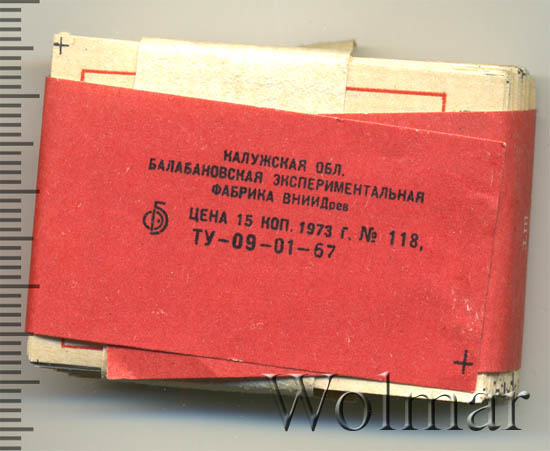 КАЛУЖСКАЯ ОБЛ.
БАЛАБАНОВСКАЯ ЭКСПЕРИМЕНТАЛЬНАЯ
ФАБРИКА ВНИИДрев
ЦЕНА 15 КОП. 1973 Г. № 118,
ТУ-09-01-67
Wolmar